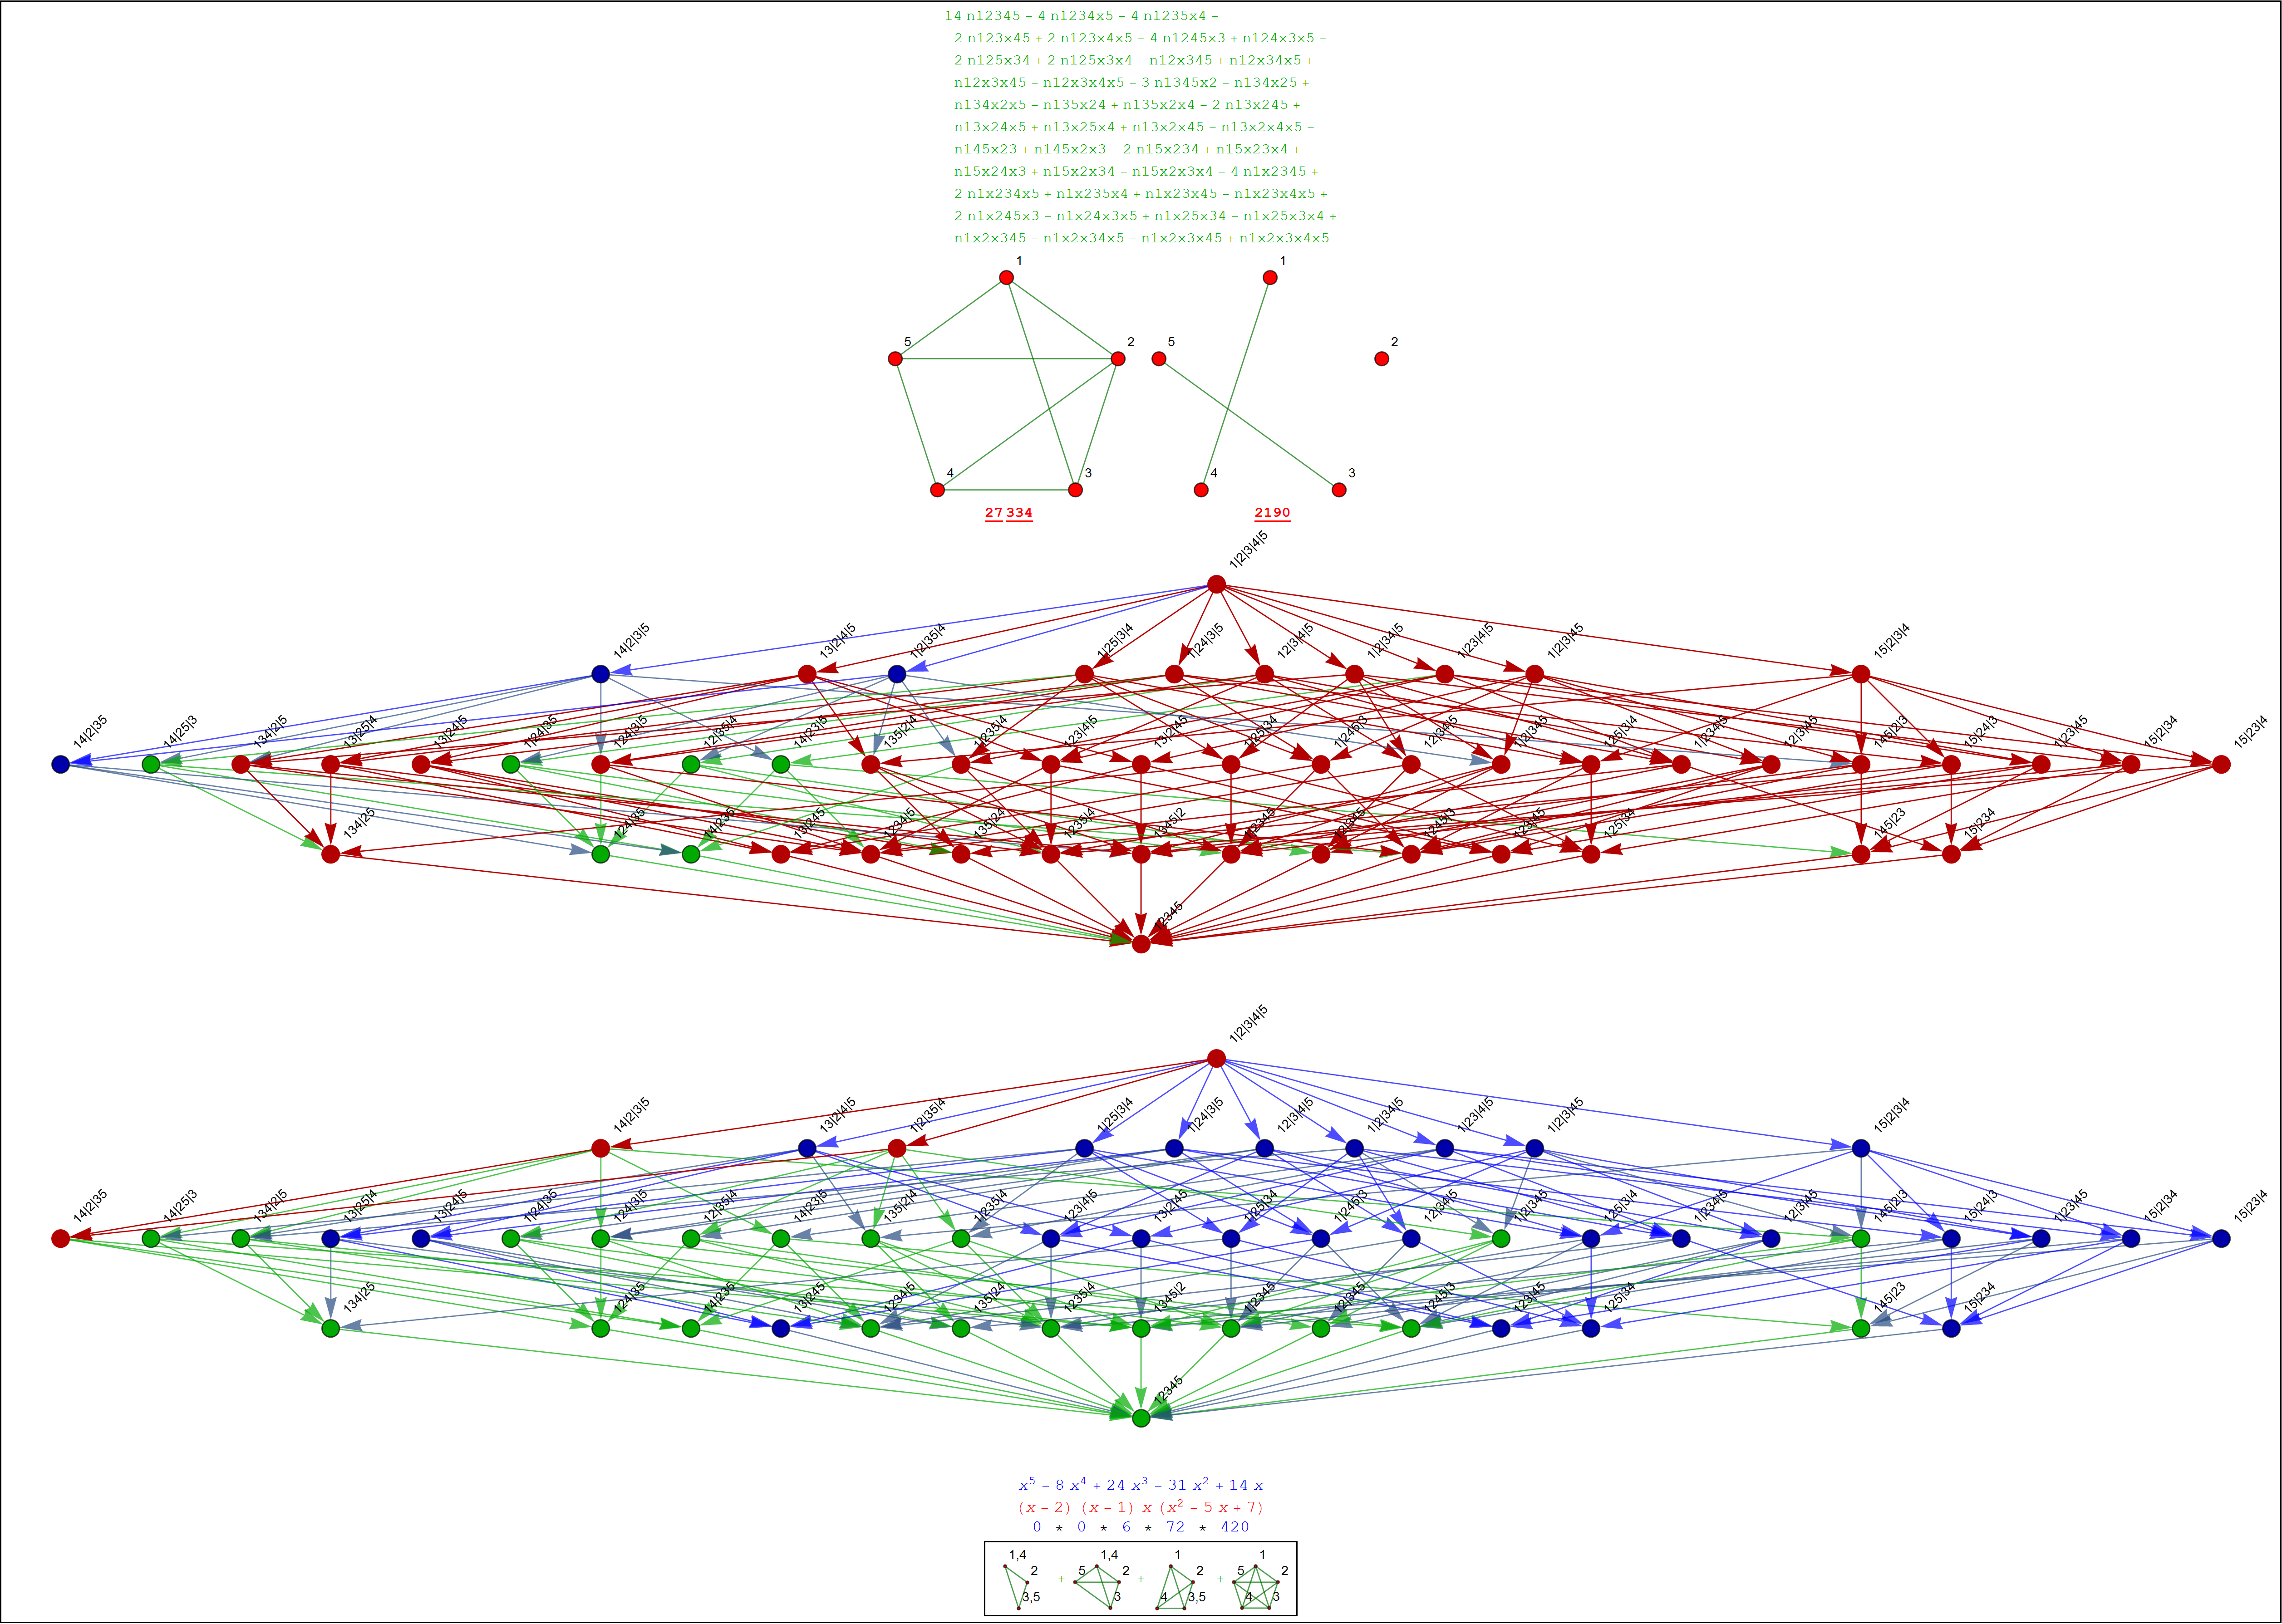 14 n12345 – 4 n1234x5 – 4 n1235x4 –
2 n123x45 + 2 n123x4x5 – 4 n1245x3 + n124x3x5 –
2 n125x34 + 2 n125x3x4 – n12x345 + n12x34x5 +
n12x3x45 – n12x3x4x5 – 3 n1345x2 – n134x25 +
n134x2x5 – n135x24 + n135x2x4 – 2 n13x245 +
n13x24x5 + n13x25x4 + n13x2x45 – n13x2x4x5 –
n145x23 + n145x2x3 – 2 n15x234 + n15x23x4 +
n15x24x3 + n15x2x34 – n15x2x3x4 – 4 n1x2345 +
2 n1x234x5 + n1x235x4 + n1x23x45 – n1x23x4x5 +
2 n1x245x3 – n1x24x3x5 + n1x25x34 – n1x25x3x4 +
n1x2x345 – n1x2x34x5 – n1x2x3x45 + n1x2x3x4x5
1 1
5 2 5 2
4 3 4 3
27 334 2190
1|2|3|4|5
14|2|3|5 13|2|4|5 1|2|35|4 1|25|3|4 1|24|3|5 12|3|4|5 1|2|34|5 1|23|4|5 1|2|3|45 15|2|3|4
14|2|35 14|25|3 134|2|5 13|25|4 13|24|5 1|24|35 124|3|5 12|35|4 14|23|5 135|2|4 1|235|4 123|4|5 13|2|45 1|25|34 1|245|3 12|34|5 1|2|345 125|3|4 1|234|5 12|3|45 145|2|3 15|24|3 1|23|45 15|2|34 15|23|4
134|25 124|35 14|235 13|245 1234|5 135|24 1235|4 1345|2 1|2345 12|345 1245|3 123|45 125|34 145|23 15|234
12345
1|2|3|4|5
14|2|3|5 13|2|4|5 1|2|35|4 1|25|3|4 1|24|3|5 12|3|4|5 1|2|34|5 1|23|4|5 1|2|3|45 15|2|3|4
14|2|35 14|25|3 134|2|5 13|25|4 13|24|5 1|24|35 124|3|5 12|35|4 14|23|5 135|2|4 1|235|4 123|4|5 13|2|45 1|25|34 1|245|3 12|34|5 1|2|345 125|3|4 1|234|5 12|3|45 145|2|3 15|24|3 1|23|45 15|2|34 15|23|4
134|25 124|35 14|235 13|245 1234|5 135|24 1235|4 1345|2 1|2345 12|345 1245|3 123|45 125|34 145|23 15|234
12345
x⁵ – 8 x⁴ + 24 x³ – 31 x² + 14 x
(x – 2) (x – 1) x (x² – 5 x + 7)
0 * 0 * 6 * 72 * 420
1,4 1,4 1 1
2 + 5 2 + 2 + 5 2
3,5 3 4 3,5 4 3